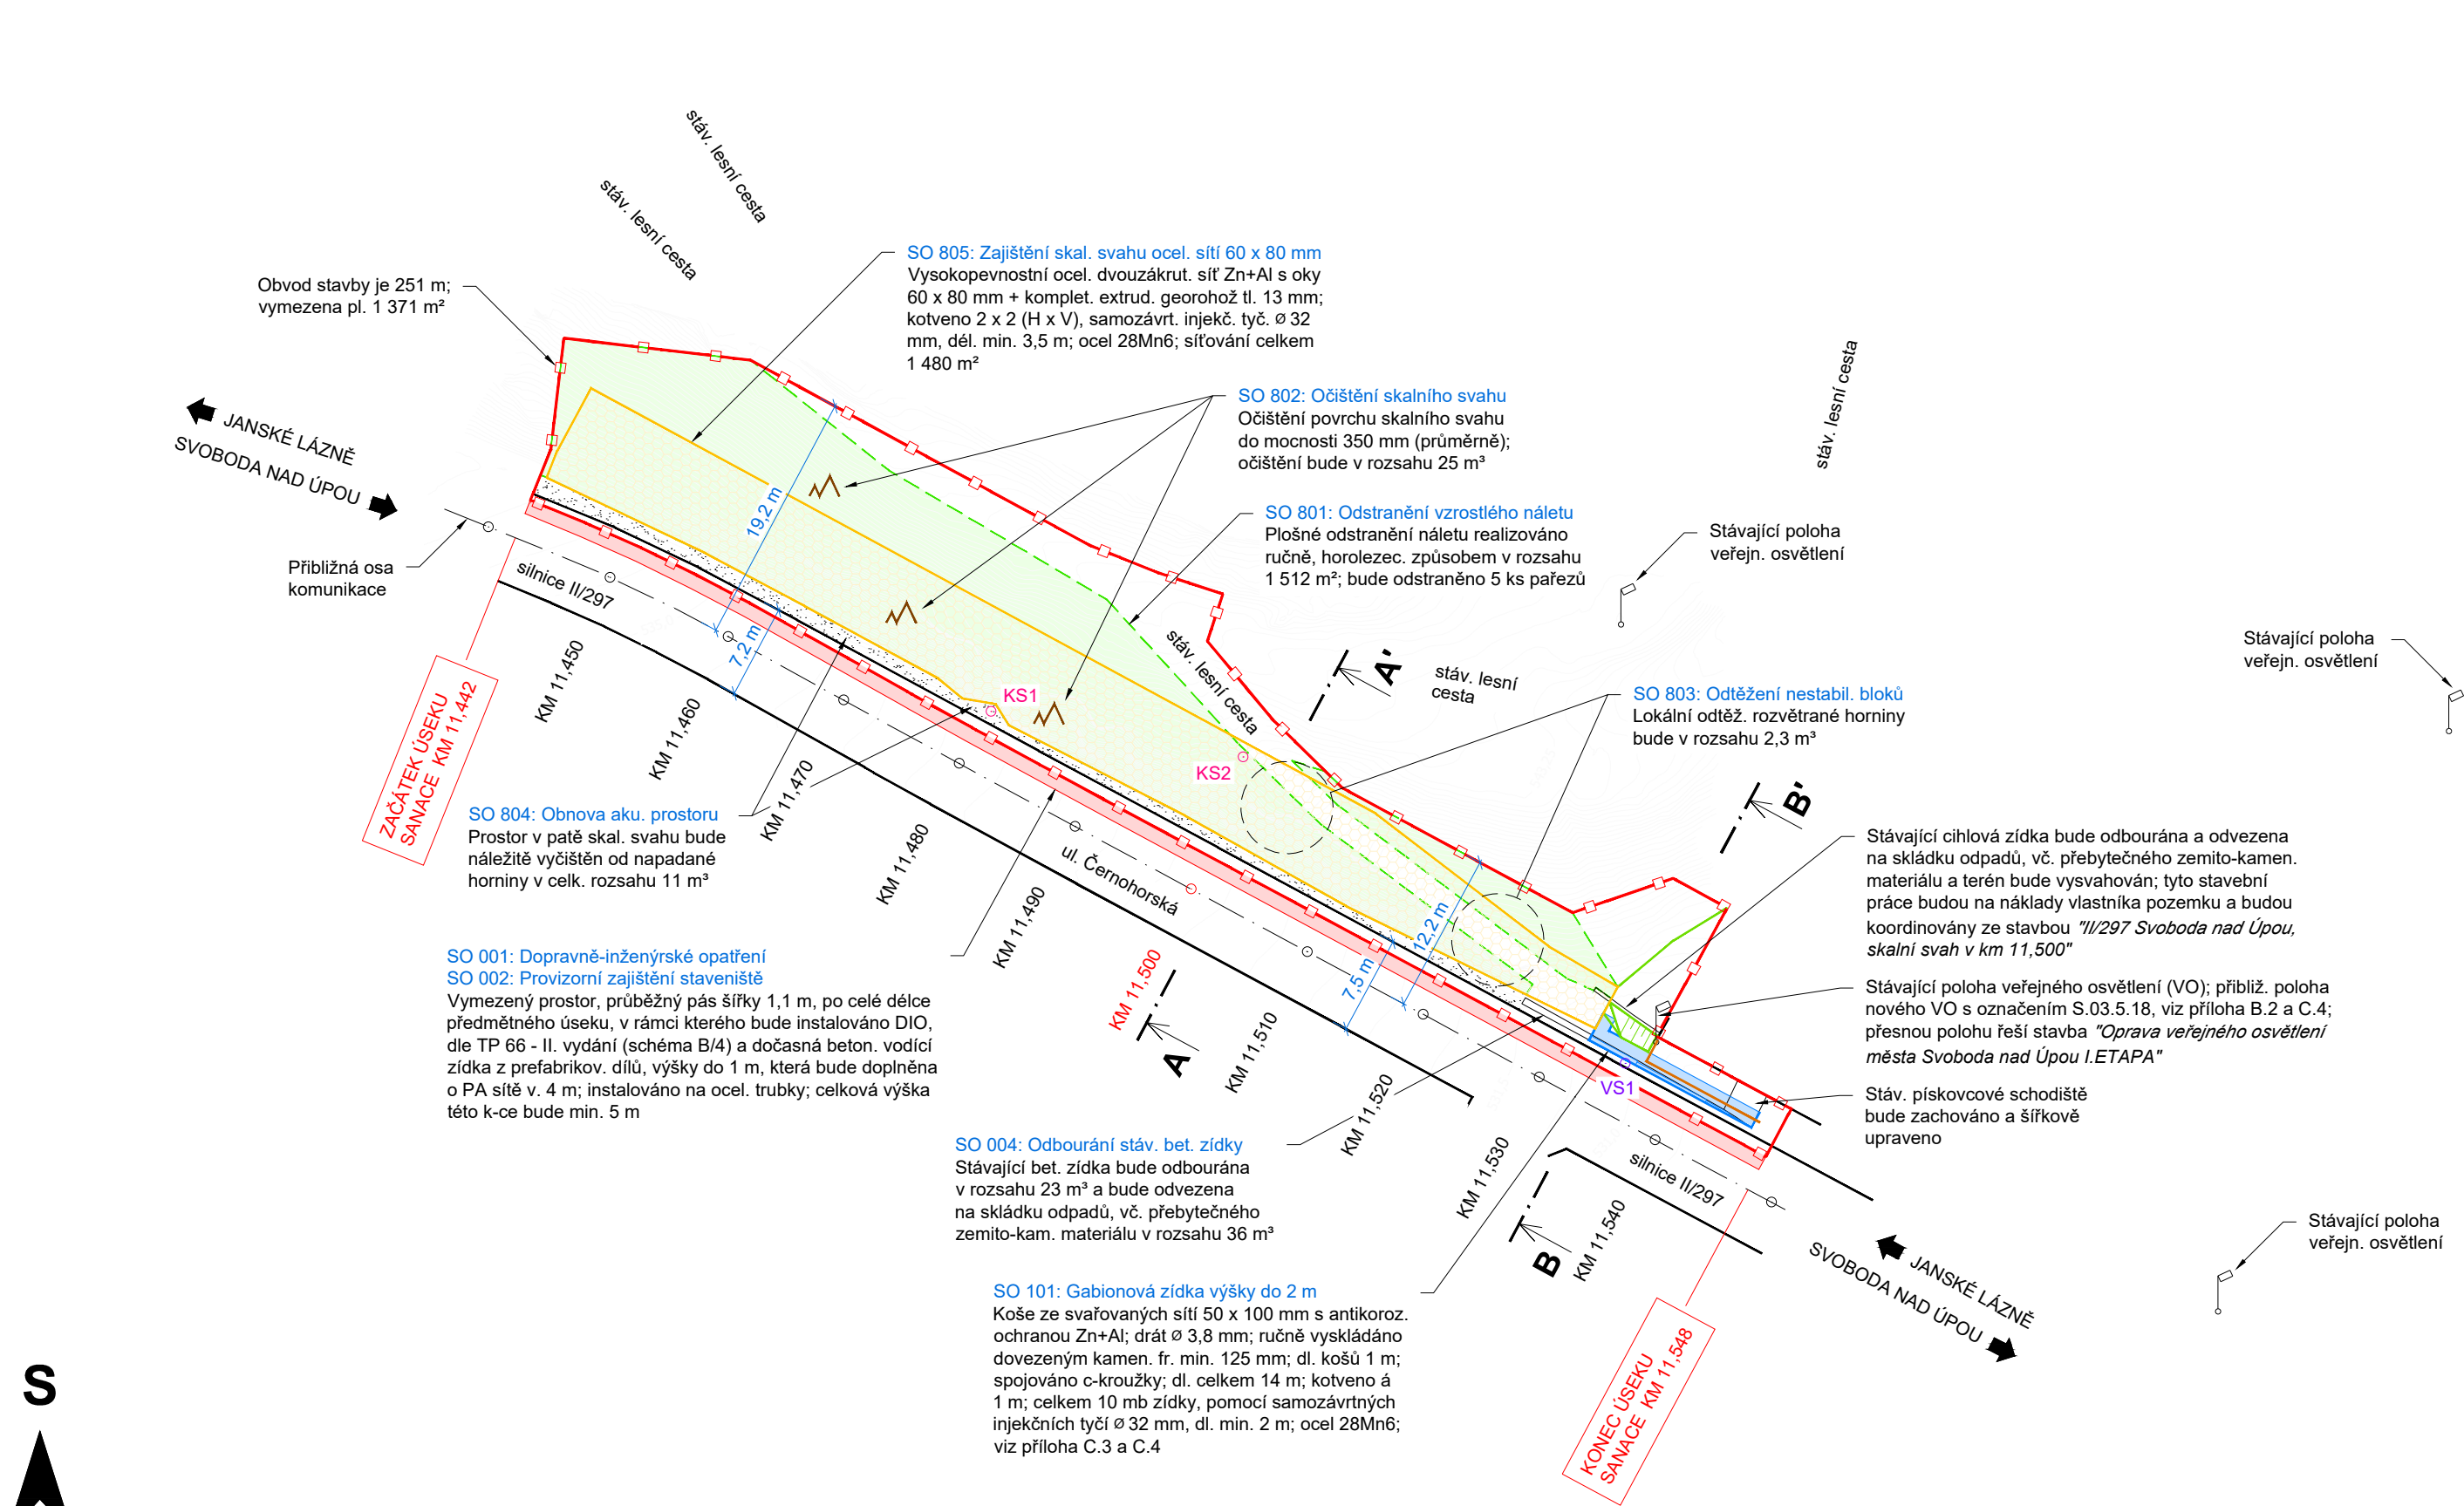 stáv. lesní cesta
stáv. lesní cesta
SO 805: Zajištění skal. svahu ocel. sítí 60 x 80 mm
Vysokopevnostní ocel. dvouzákrut. síť Zn+Al s oky
60 x 80 mm + komplet. extrud. georohož tl. 13 mm;
kotveno 2 x 2 (H x V), samozávrt. injekč. tyč. Ø 32
mm, dél. min. 3,5 m; ocel 28Mn6; síťování celkem
1 480 m²
Obvod stavby je 251 m;
vymezena pl. 1 371 m²
stáv. lesní cesta
SO 802: Očištění skalního svahu
Očištění povrchu skalního svahu
do mocnosti 350 mm (průměrně);
očištění bude v rozsahu 25 m³
JANSKÉ LÁZNĚ
SVOBODA NAD ÚPOU
SO 801: Odstranění vzrostlého náletu
Plošné odstranění náletu realizováno
ručně, horolezec. způsobem v rozsahu
1 512 m²; bude odstraněno 5 ks pařezů
Stávající poloha
veřejn. osvětlení
Přibližná osa
komunikace
silnice II/297
19,2 m
7,2 m
Stávající poloha
veřejn. osvětlení
stáv. lesní cesta
A'
stáv. lesní
cesta
KS1
KS2
SO 803: Odtěžení nestabil. bloků
Lokální odtěž. rozvětrané horniny
bude v rozsahu 2,3 m³
ZAČÁTEK ÚSEKU
SANACE KM 11,442
KM 11,450
KM 11,460
KM 11,470
KM 11,480
KM 11,490
KM 11,500
KM 11,510
KM 11,520
KM 11,530
KM 11,540
B'
SO 804: Obnova aku. prostoru
Prostor v patě skal. svahu bude
náležitě vyčištěn od napadané
horniny v celk. rozsahu 11 m³
ul. Černohorská
12,2 m
7,5 m
Stávající cihlová zídka bude odbourána a odvezena
na skládku odpadů, vč. přebytečného zemito-kamen.
materiálu a terén bude vysvahován; tyto stavební
práce budou na náklady vlastníka pozemku a budou
koordinovány ze stavbou "II/297 Svoboda nad Úpou,
skalní svah v km 11,500"
SO 001: Dopravně-inženýrské opatření
SO 002: Provizorní zajištění staveniště
Vymezený prostor, průběžný pás šířky 1,1 m, po celé délce
předmětného úseku, v rámci kterého bude instalováno DIO,
dle TP 66 - II. vydání (schéma B/4) a dočasná beton. vodící
zídka z prefabrikov. dílů, výšky do 1 m, která bude doplněna
o PA sítě v. 4 m; instalováno na ocel. trubky; celková výška
této k-ce bude min. 5 m
Stávající poloha veřejného osvětlení (VO); přibliž. poloha
nového VO s označením S.03.5.18, viz příloha B.2 a C.4;
přesnou polohu řeší stavba "Oprava veřejného osvětlení
města Svoboda nad Úpou I.ETAPA"
A
VS1
Stáv. pískovcové schodiště
bude zachováno a šířkově
upraveno
SO 004: Odbourání stáv. bet. zídky
Stávající bet. zídka bude odbourána
v rozsahu 23 m³ a bude odvezena
na skládku odpadů, vč. přebytečného
zemito-kam. materiálu v rozsahu 36 m³
silnice II/297
B
Stávající poloha
veřejn. osvětlení
JANSKÉ LÁZNĚ
SVOBODA NAD ÚPOU
SO 101: Gabionová zídka výšky do 2 m
Koše ze svařovaných sítí 50 x 100 mm s antikoroz.
ochranou Zn+Al; drát Ø 3,8 mm; ručně vyskládáno
dovezeným kamen. fr. min. 125 mm; dl. košů 1 m;
spojováno c-kroužky; dl. celkem 14 m; kotveno á
1 m; celkem 10 mb zídky, pomocí samozávrtných
injekčních tyčí Ø 32 mm, dl. min. 2 m; ocel 28Mn6;
viz příloha C.3 a C.4
KONEC ÚSEKU
SANACE KM 11,548
S